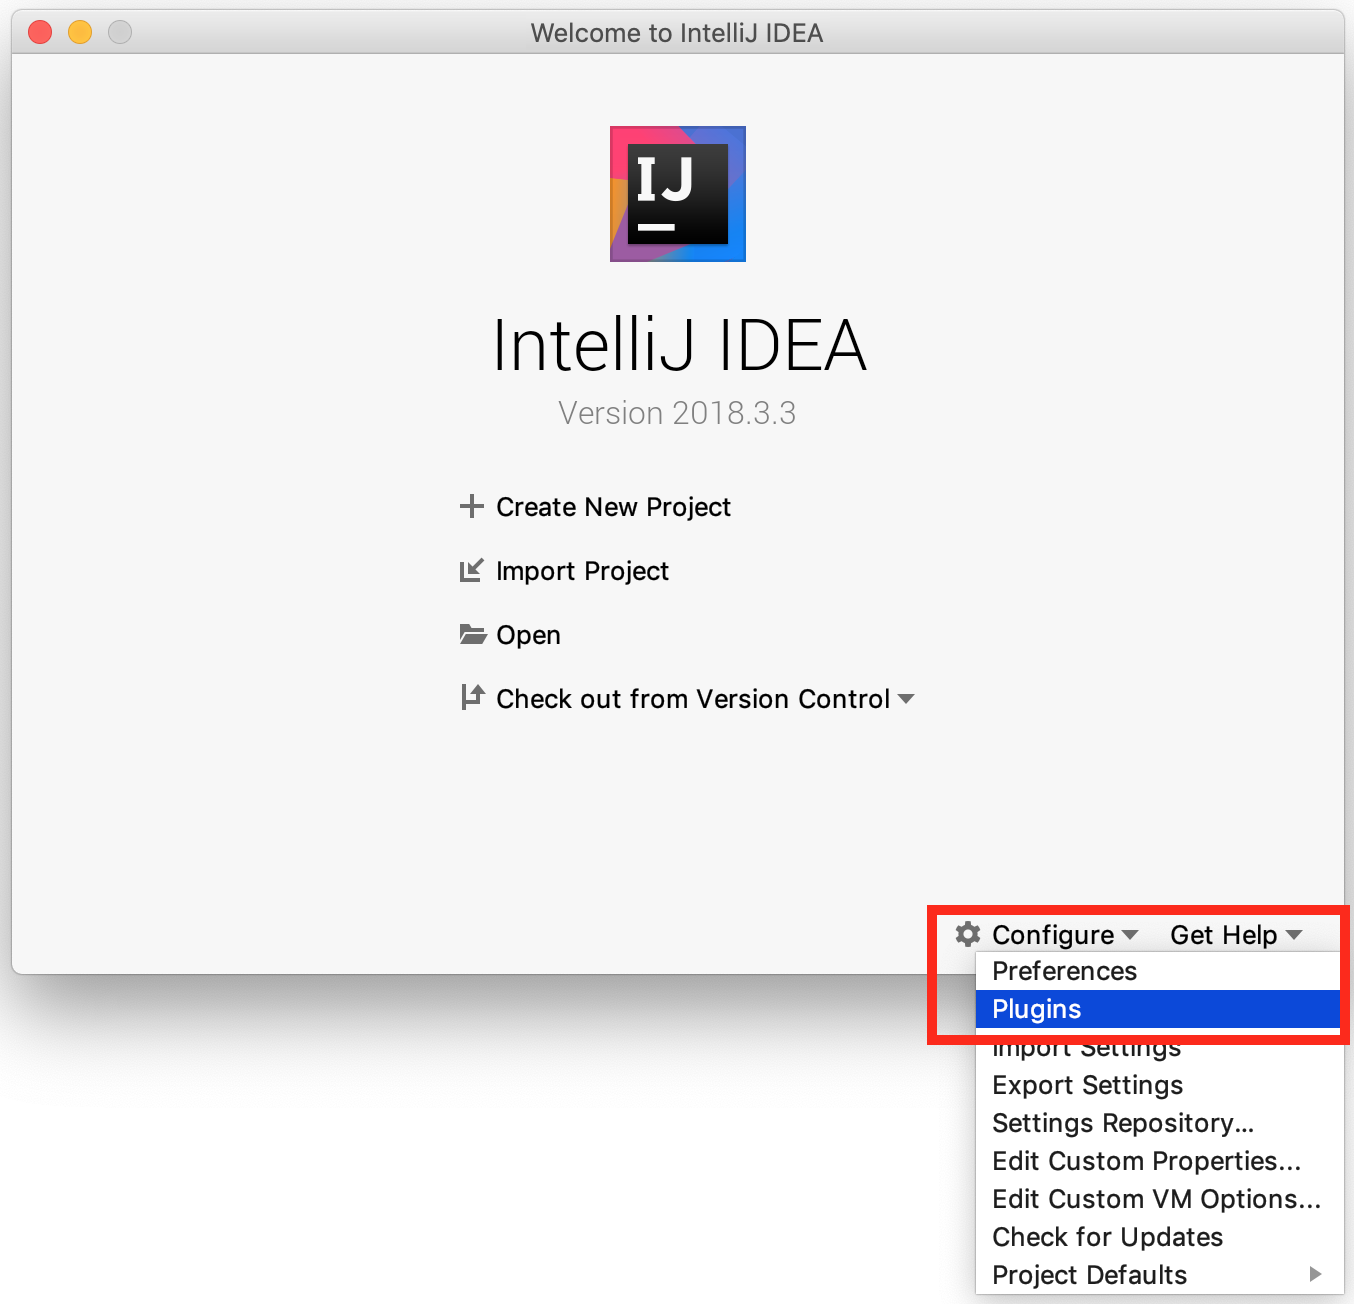 Welcome to IntelliJ IDEA
IJ
IntelliJ IDEA
Version 2018.3.3
Create New Project
Import Project
Open
Check out from Version Control
Configure Get Help
Preferences
Plugins
Import Settings
Export Settings
Settings Repository...
Edit Custom Properties...
Edit Custom VM Options...
Check for Updates
Project Defaults